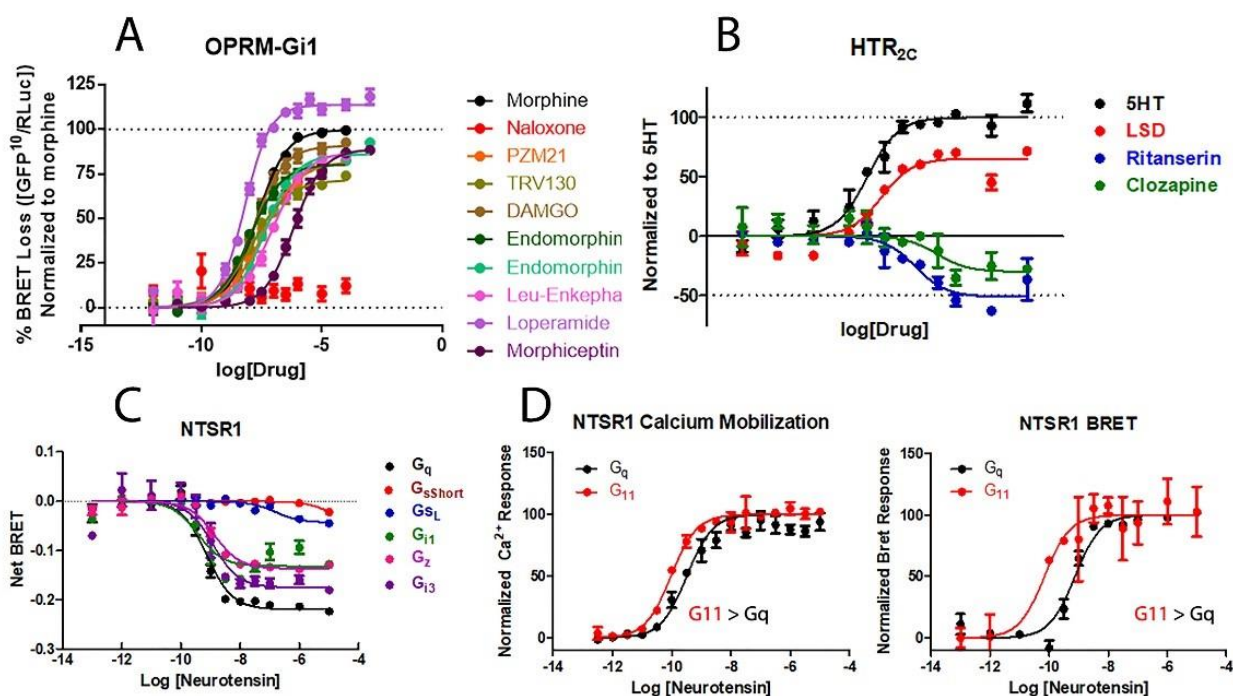 A
OPRM-Gi1
% BRET Loss ([GFP¹⁰/RLuc])
Normalized to morphine
125
100
75
50
25
0
-15
-10
-5
0
log[Drug]
Morphine
Naloxone
PZM21
TRV130
DAMGO
Endomorphin
Endomorphin
Leu-Enkepha
Loperamide
Morphiceptin
B
HTR2C
Normalized to 5HT
100
50
0
-50
log[Drug]
5HT
LSD
Ritanserin
Clozapine
C
NTSR1
Net BRET
0.1
0.0
-0.1
-0.2
-0.3
-14
-12
-10
-8
-6
-4
Log [Neurotensin]
Gq
GsShort
GsL
Gi1
Gz
Gi3
D
NTSR1 Calcium Mobilization
Normalized Ca²⁺ Response
150
100
50
0
-14
-12
-10
-8
-6
-4
Log [Neurotensin]
Gq
G11
G11 > Gq
NTSR1 BRET
Normalized Bret Response
150
100
50
0
-14
-12
-10
-8
-6
-4
Log [Neurotensin]
Gq
G11
G11 > Gq